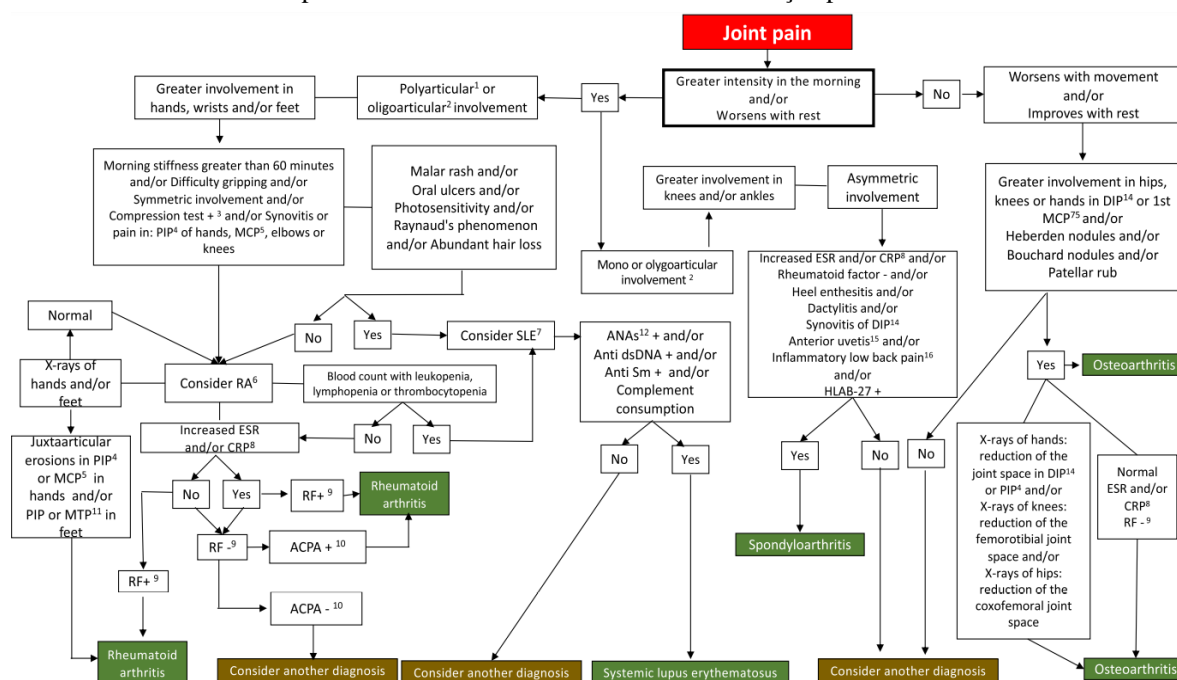 Joint pain
Greater intensity in the morning
and/or
Worsens with rest
Yes
No
Polyarticular1 or
oligoarticular2 involvement
Greater involvement in
hands, wrists and/or feet
Worsens with movement
and/or
Improves with rest
Morning stiffness greater than 60 minutes
and/or Difficulty gripping and/or
Symmetric involvement and/or
Compression test + 3 and/or Synovitis or
pain in: PIP4 of hands, MCP5, elbows or
knees
Malar rash and/or
Oral ulcers and/or
Photosensitivity and/or
Raynaud's phenomenon
and/or Abundant hair
loss
Greater involvement in
knees and/or ankles
Asymmetric
involvement
Greater involvement in hips,
knees or hands in DIP14 or 1st
MCP75 and/or
Heberden nodules and/or
Bouchard nodules and/or
Patellar rub
Mono or olygoarticular
involvement 2
Increased ESR and/or CRP8 and/or
Rheumatoid factor - and/or
Heel enthesitis and/or
Dactylitis and/or
Synovitis of DIP14
Anterior uvetis15 and/or
Inflammatory low back pain16
and/or
HLAB-27 +
Normal
No
Yes
Consider SLE7
ANAs12 + and/or
Anti dsDNA + and/or
Anti Sm + and/or
Complement
consumption
X-rays of
hands and/or
feet
Consider RA6
Blood count with leukopenia,
lymphopenia or thrombocytopenia
Yes
Osteoarthritis
Increased ESR
and/or CRP8
No
Yes
Juxtaarticular
erosions in PIP4
or MCP5 in
hands and/or
PIP or MTP11 in
feet
No
Yes
RF+ 9
Rheumatoid
arthritis
No
Yes
Yes
No
No
X-rays of hands:
reduction of the
joint space in DIP14
or PIP4 and/or
X-rays of knees:
reduction of the
femorotibial joint
space and/or
X-rays of hips:
reduction of the
coxofemoral joint
space
Normal
ESR and/or
CRP8
RF - 9
RF -9
ACPA + 10
Spondyloarthritis
RF+ 9
ACPA - 10
Rheumatoid
arthritis
Consider another diagnosis
Consider another diagnosis
Systemic lupus erythematosus
Consider another diagnosis
Osteoarthritis